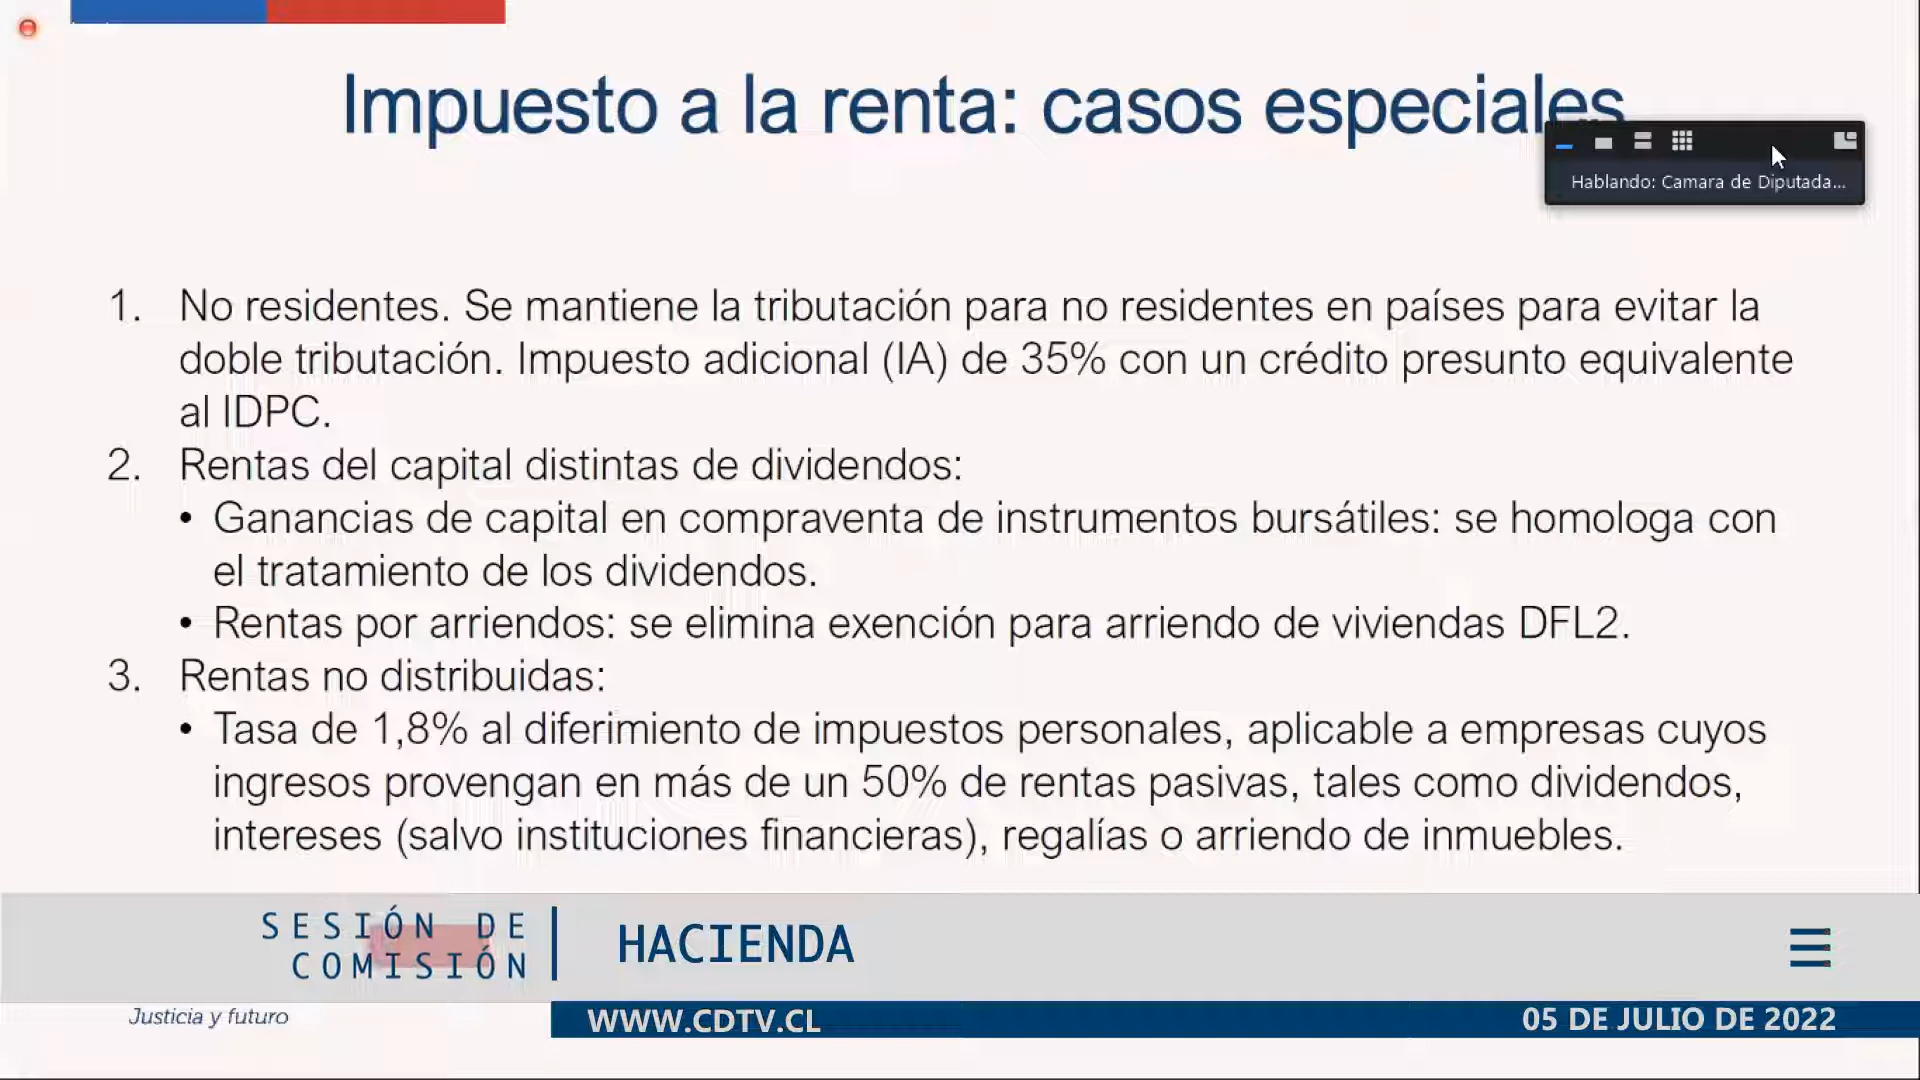 Impuesto a la renta: casos especiales
Hablando: Camara de Diputada...
1. No residentes. Se mantiene la tributación para no residentes en países para evitar la
doble tributación. Impuesto adicional (IA) de 35% con un crédito presunto equivalente
al IDPC.
2. Rentas del capital distintas de dividendos:
• Ganancias de capital en compraventa de instrumentos bursátiles: se homologa con
el tratamiento de los dividendos.
• Rentas por arriendos: se elimina exención para arriendo de viviendas DFL2.
3. Rentas no distribuidas:
• Tasa de 1,8% al diferimiento de impuestos personales, aplicable a empresas cuyos
ingresos provengan en más de un 50% de rentas pasivas, tales como dividendos,
intereses (salvo instituciones financieras), regalías o arriendo de inmuebles.
SESIÓN DE
COMISIÓN
HACIENDA
Justicia y futuro
WWW.CDTV.CL
05 DE JULIO DE 2022